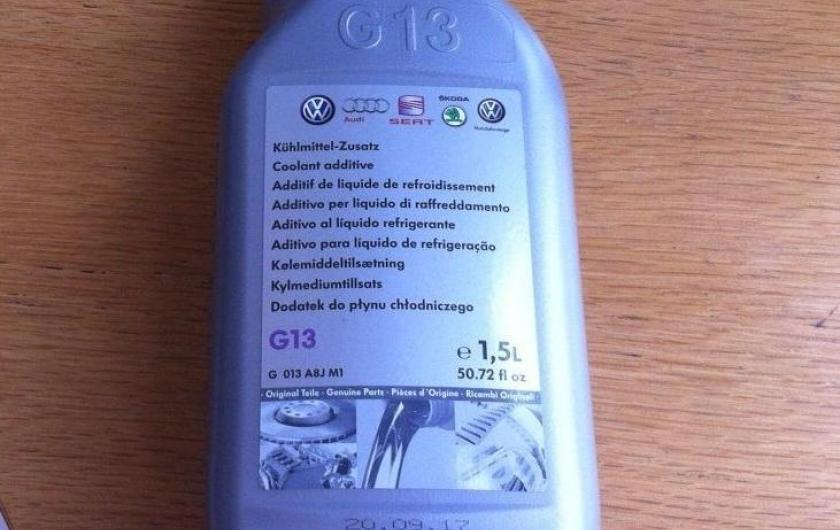 G13
Audi
SEAT
ŠKODA
Nutzfahrzeuge
Kühlmittel-Zusatz
Coolant additive
Additif de liquide de refroidissement
Additivo per liquido di raffreddamento
Aditivo al líquido refrigerante
Aditivo para líquido de refrigeração
Kølemiddeltilsætning
Kylmediumtillsats
Dodatek do płynu chłodniczego
G13
e 1,5L
G 013 A8J M1
50.72 fl oz
· Original Teile · Genuine Parts · Pièces d'Origine · Ricambi Originali ·
20.09.17